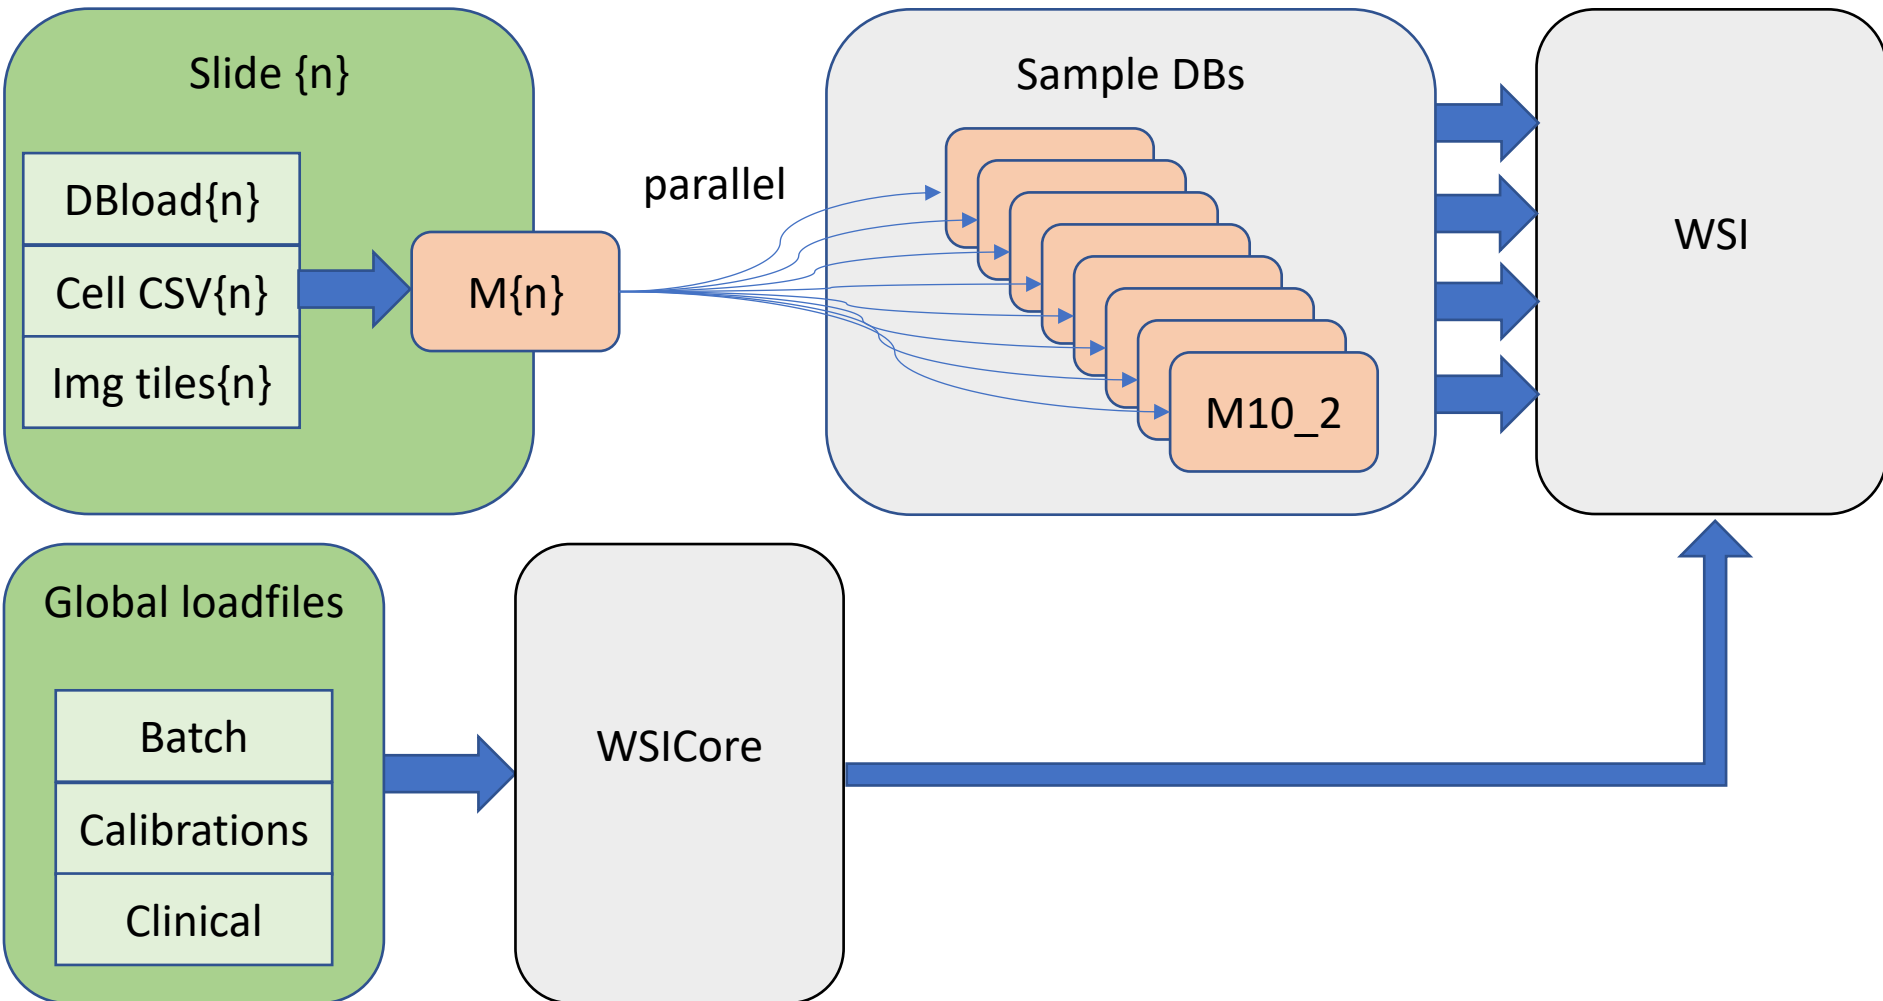 Slide {n}
DBload{n}
Cell CSV{n}
Img tiles{n}
M{n}
parallel
Sample DBs
M10_2
WSI
Global loadfiles
Batch
Calibrations
Clinical
WSICore